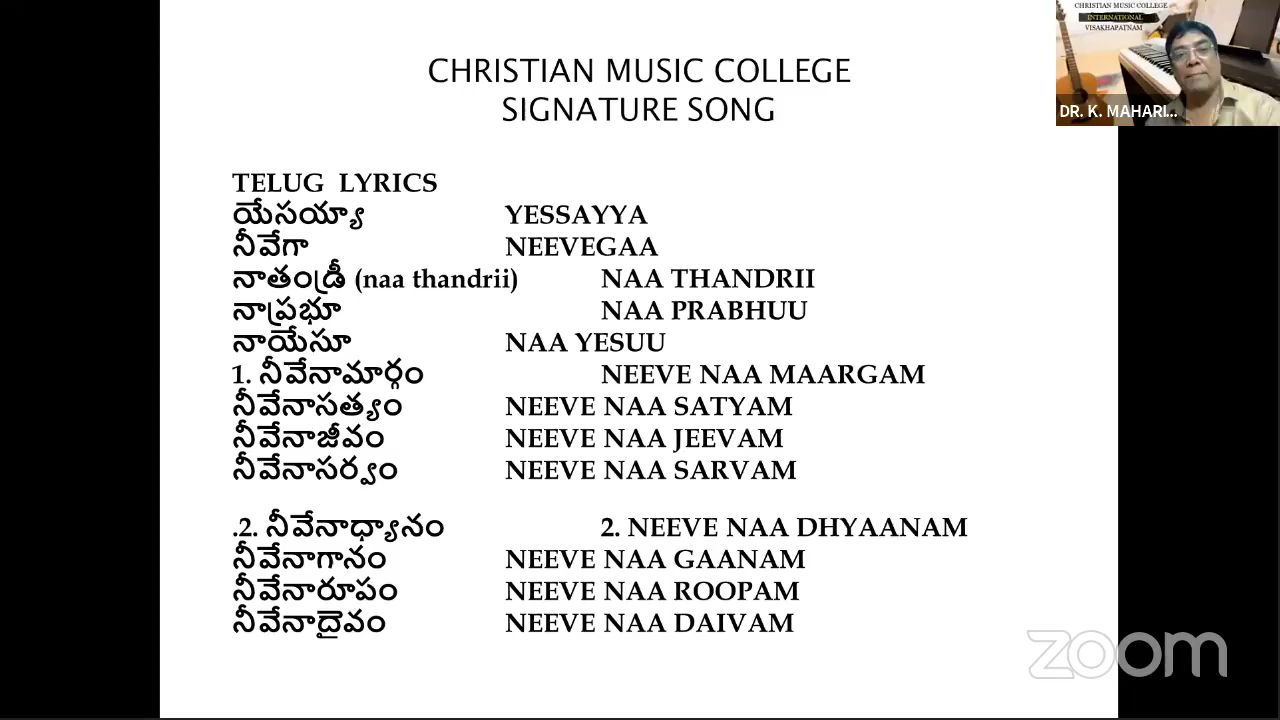 CHRISTIAN MUSIC COLLEGE
INTERNATIONAL
VISAKHAPATNAM
DR. K. MAHARI...
CHRISTIAN MUSIC COLLEGE
SIGNATURE SONG
TELUG LYRICS
యేసయ్యా YESSAYYA
నీవేగా NEEVEGAA
నాతండ్రీ (naa thandrii) NAA THANDRII
నాప్రభూ NAA PRABHUU
నాయేసూ NAA YESUU
1. నీవేనామార్గం NEEVE NAA MAARGAM
నీవేనాసత్యం NEEVE NAA SATYAM
నీవేనాజీవం NEEVE NAA JEEVAM
నీవేనాసర్వం NEEVE NAA SARVAM
.2. నీవేనాధ్యానం 2. NEEVE NAA DHYAANAM
నీవేనాగానం NEEVE NAA GAANAM
నీవేనారూపం NEEVE NAA ROOPAM
నీవేనాదైవం NEEVE NAA DAIVAM
zoom